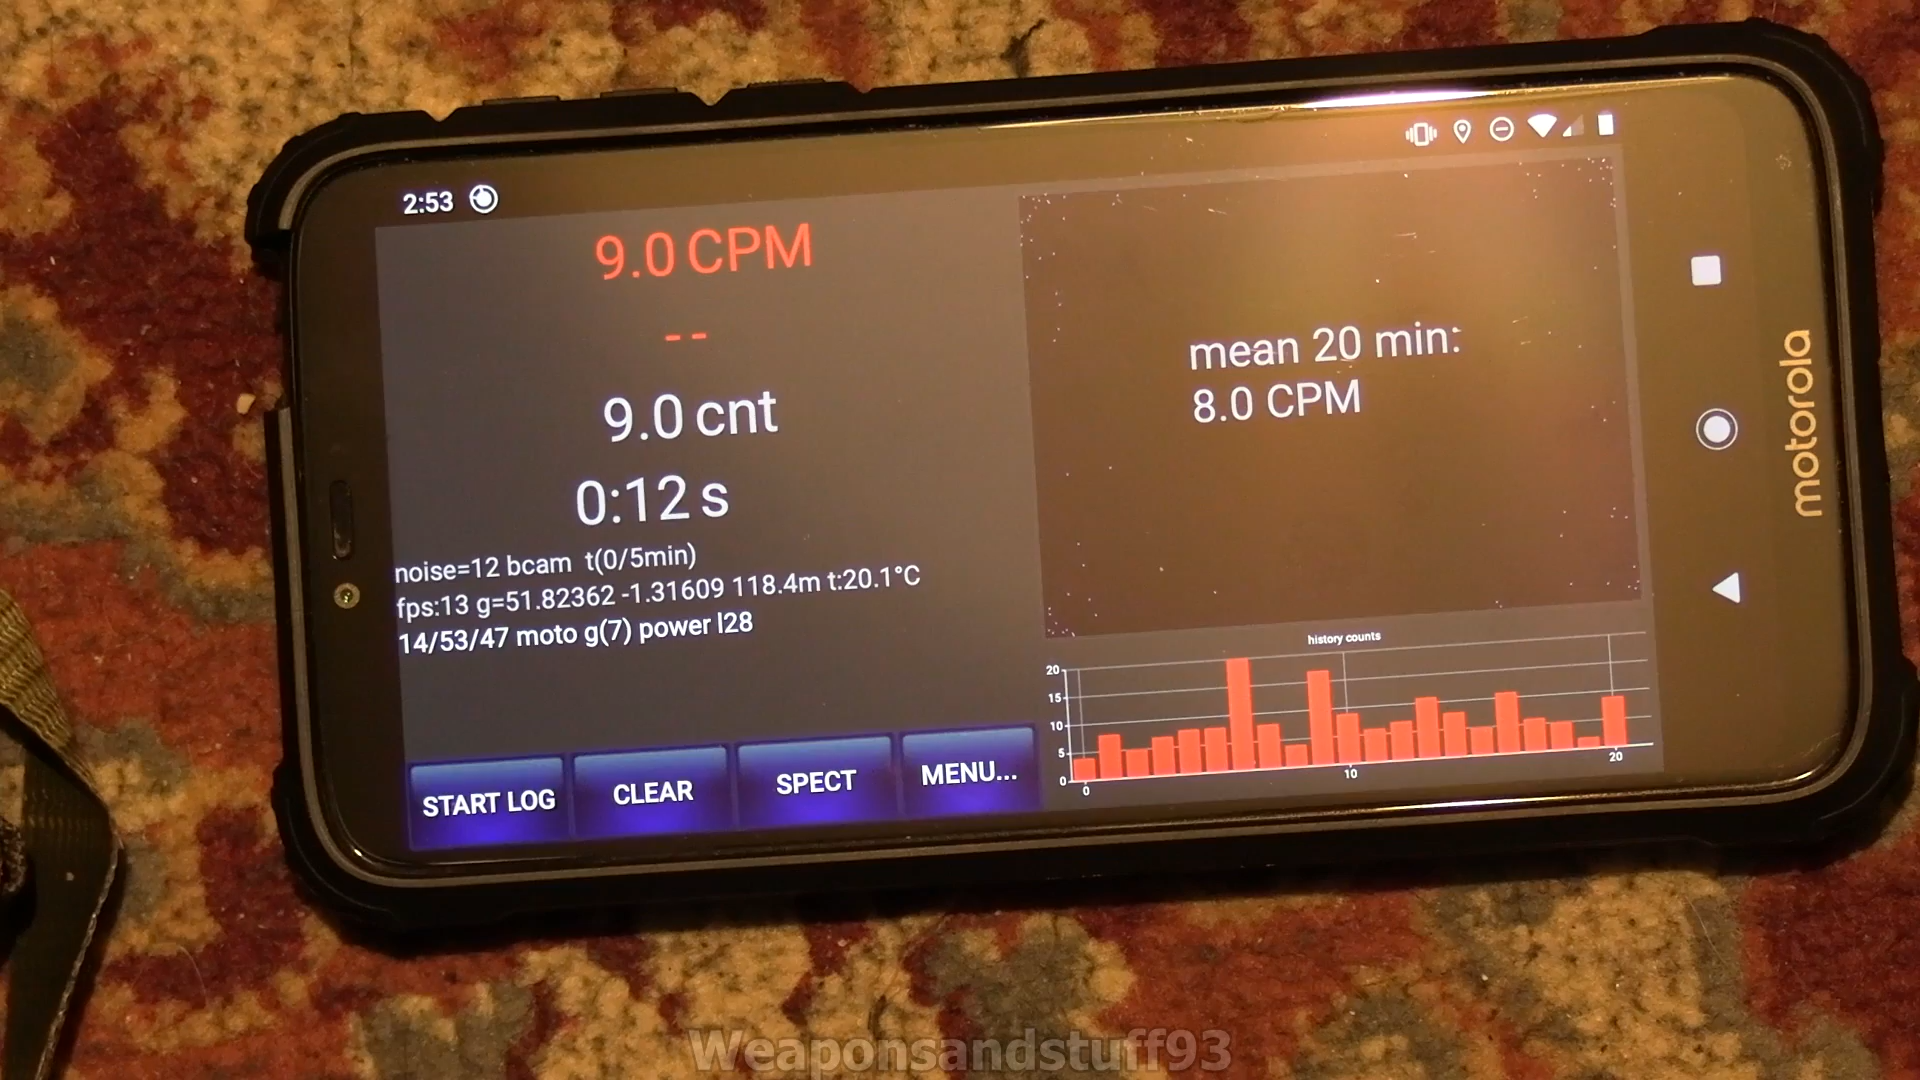 2:53
9.0 CPM
--
9.0 cnt
0:12 s
noise=12 bcam t(0/5min)
fps:13 g=51.82362 -1.31609 118.4m t:20.1°C
14/53/47 moto g(7) power l28
START LOG
CLEAR
SPECT
MENU...
mean 20 min:
8.0 CPM
history counts
20
15
10
5
0
0
10
20
motorola
Weaponsandstuff93